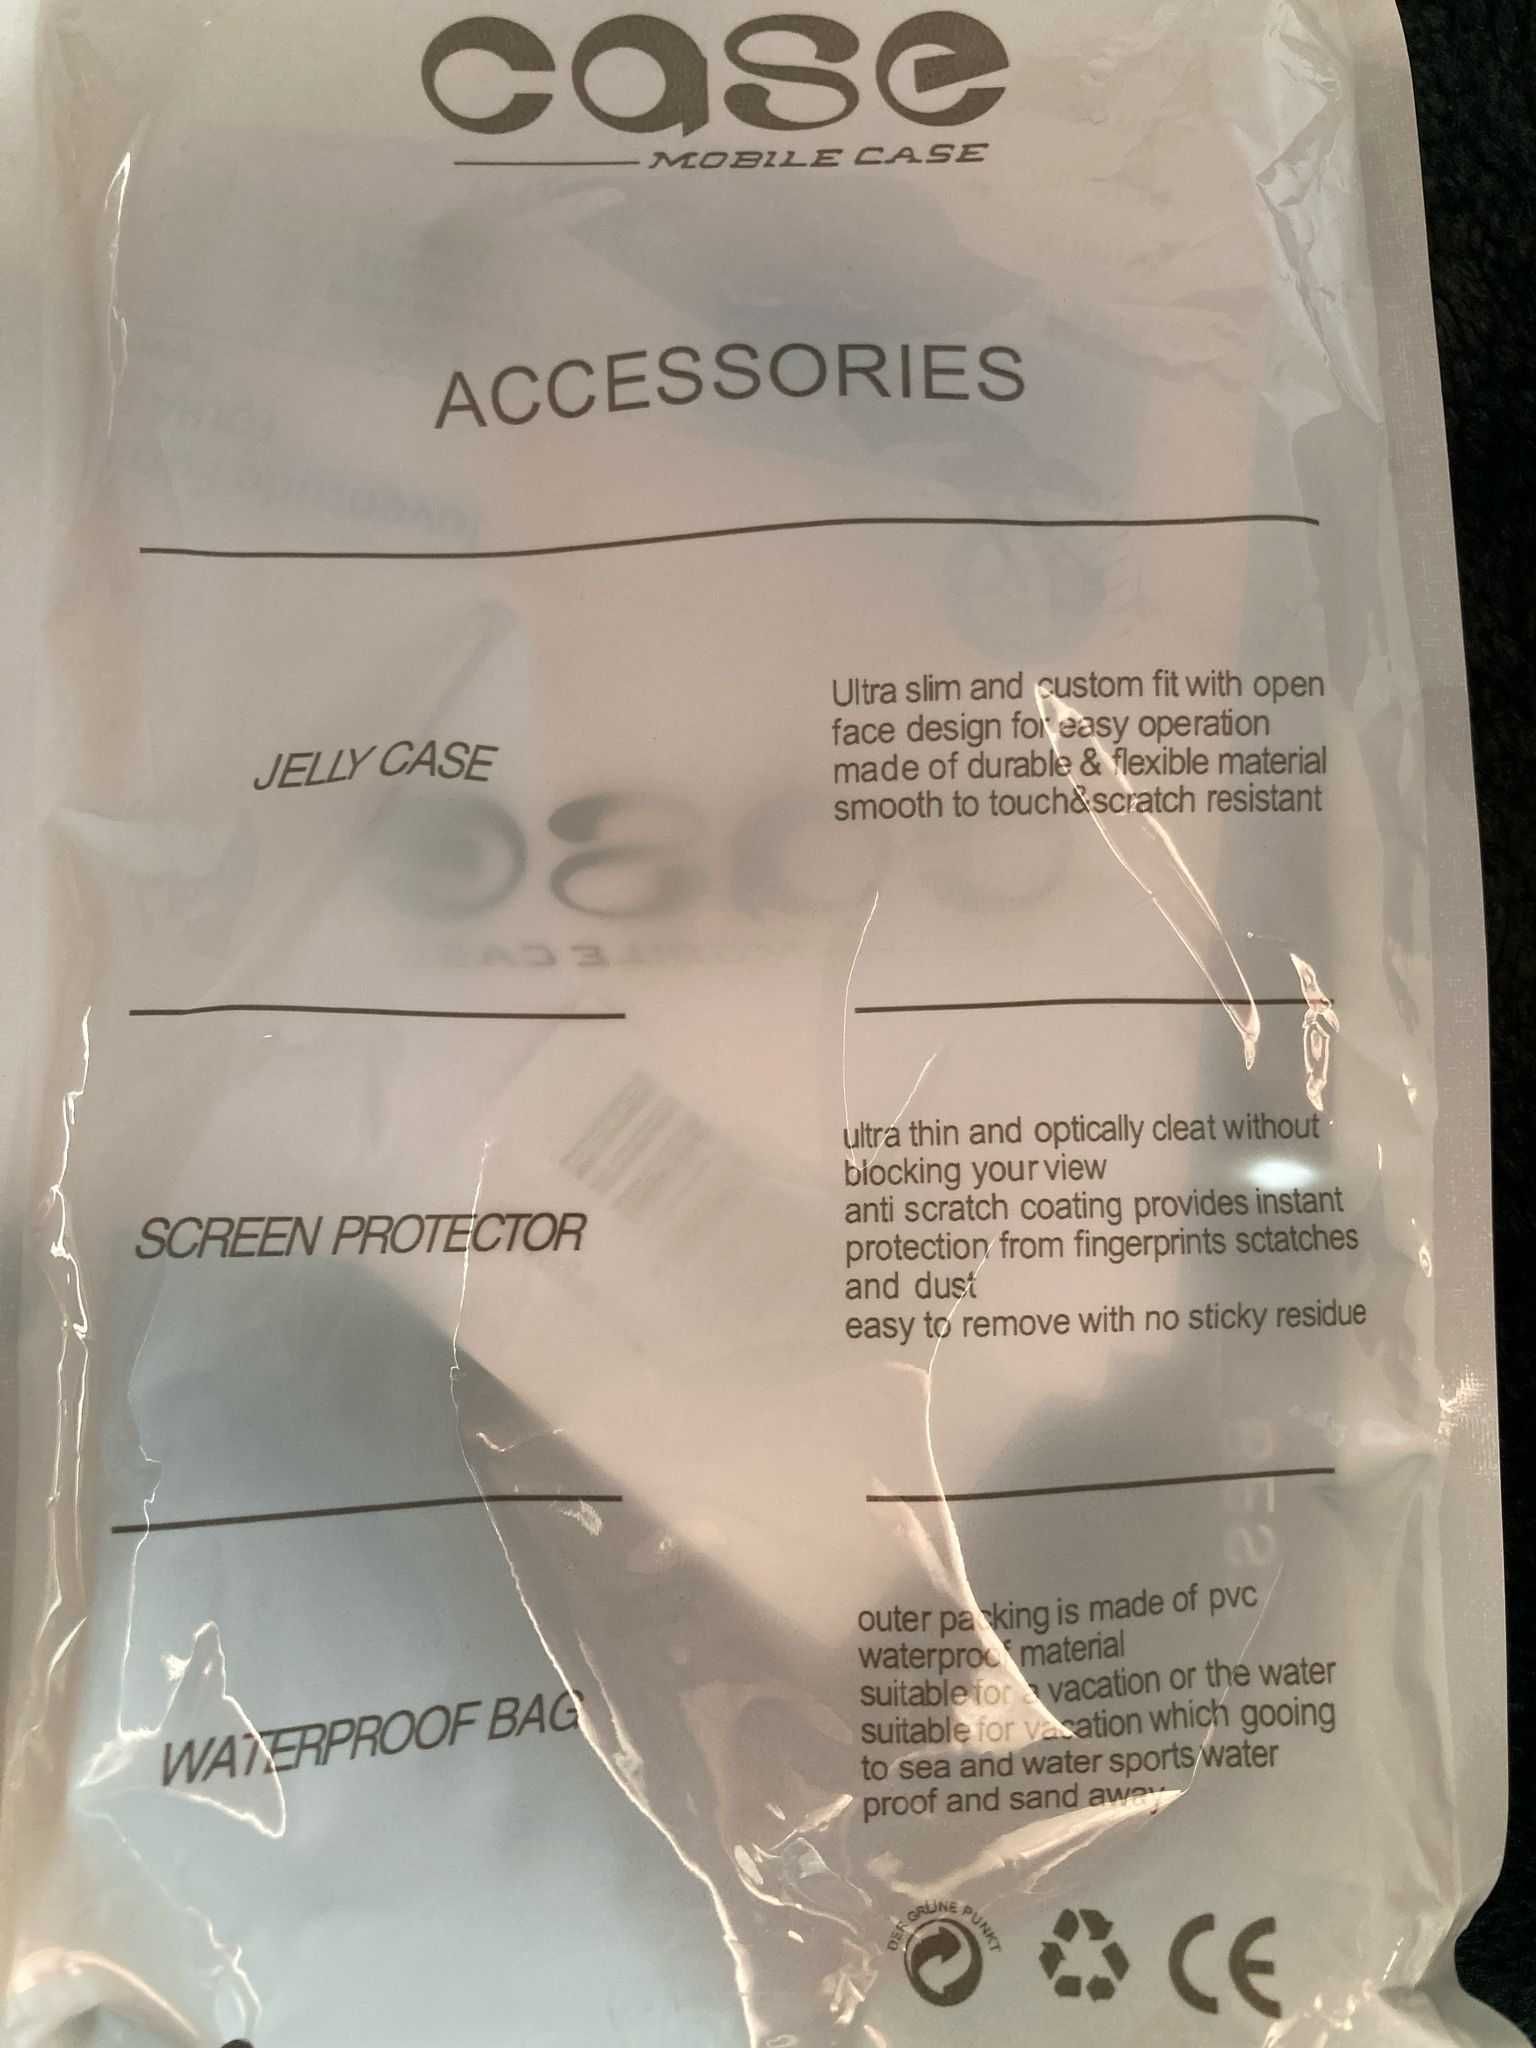 case
MOBILE CASE
ACCESSORIES
JELLY CASE
Ultra slim and custom fit with open
face design for easy operation
made of durable & flexible material
smooth to touch&scratch resistant
SCREEN PROTECTOR
ultra thin and optically cleat without
blocking your view
anti scratch coating provides instant
protection from fingerprints sctatches
and dust
easy to remove with no sticky residue
WATERPROOF BAG
outer packing is made of pvc
waterproof material
suitable for a vacation or the water
suitable for vacation which gooing
to sea and water sports water
proof and sand away
DER GRÜNE PUNKT
CE